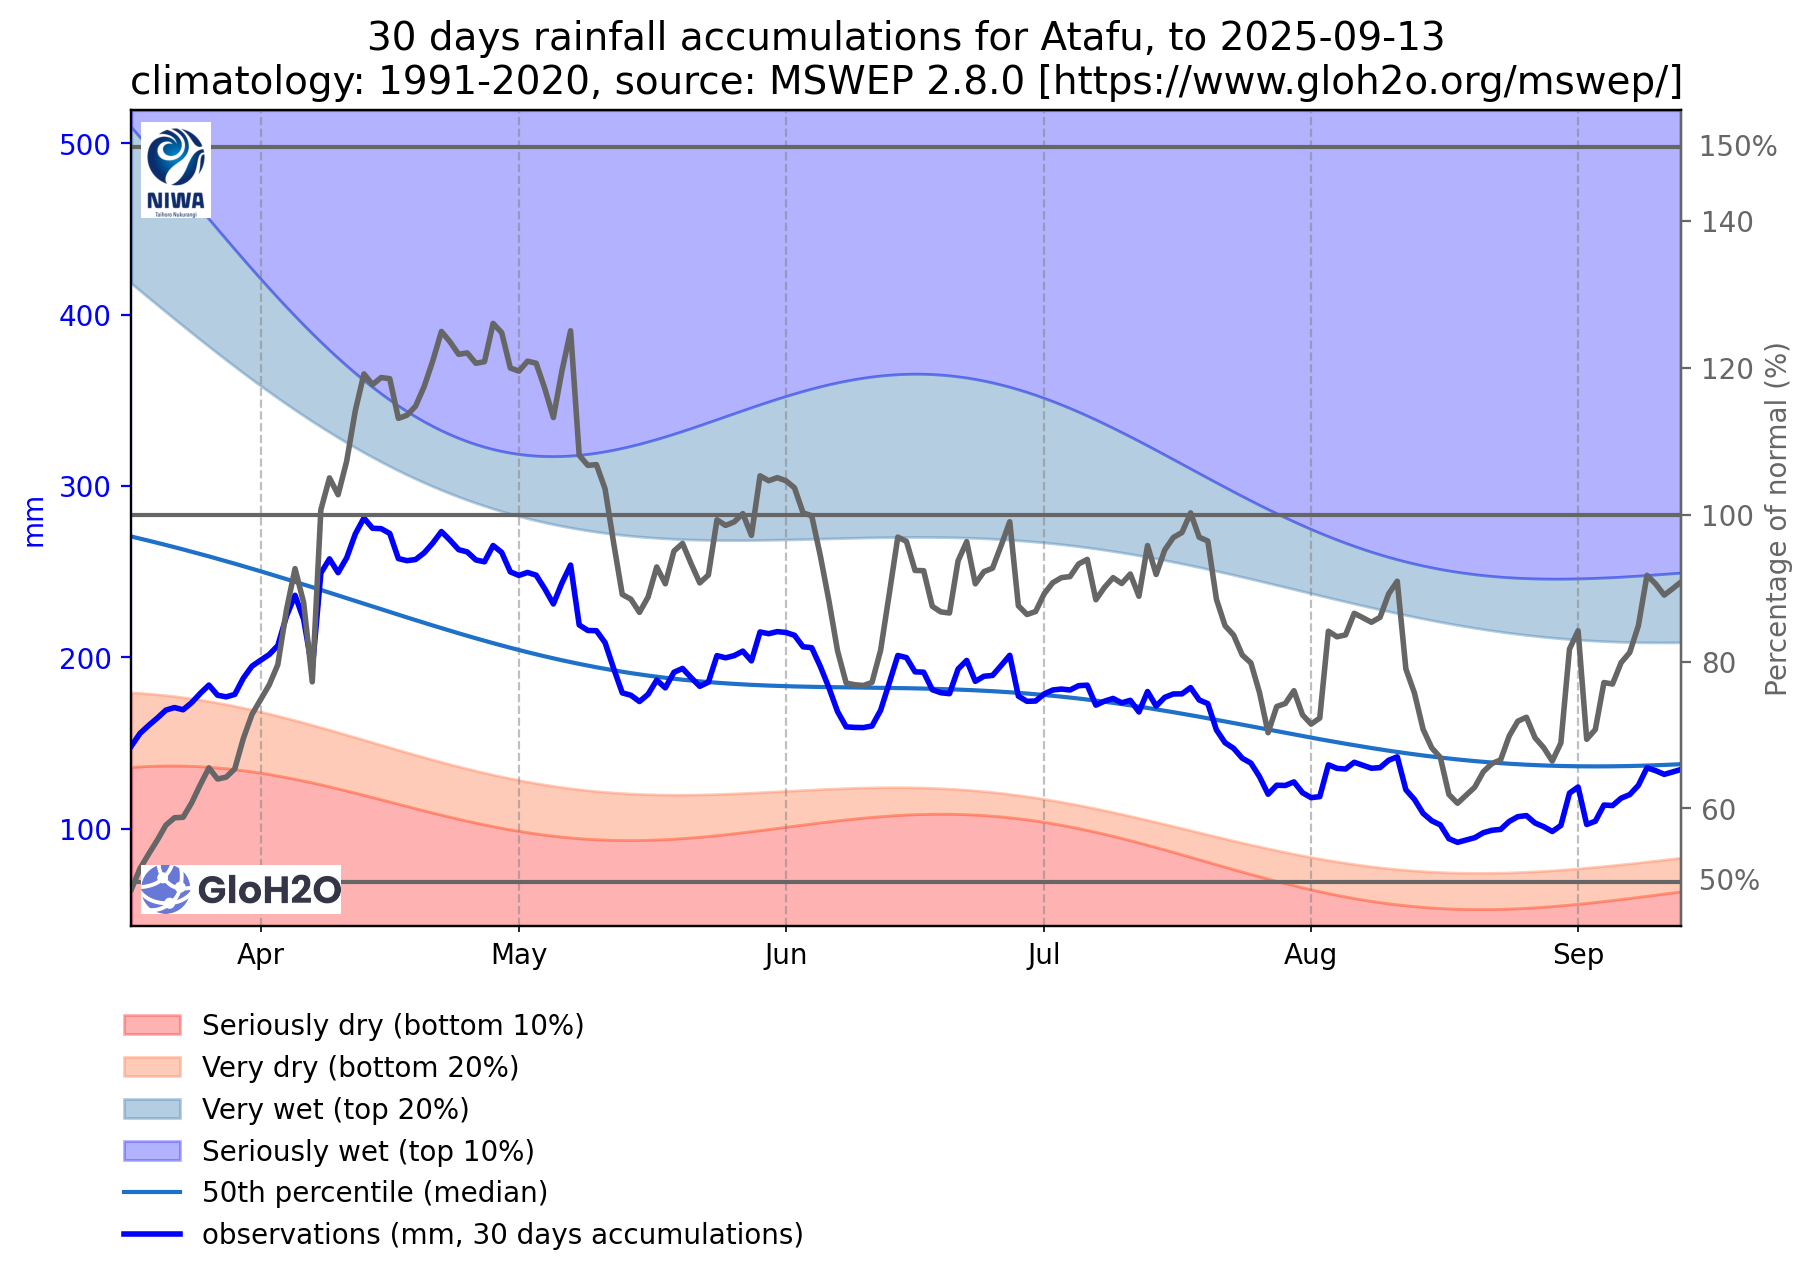 30 days rainfall accumulations for Atafu, to 2025-09-13
climatology: 1991-2020, source: MSWEP 2.8.0 [https://www.gloh2o.org/mswep/]
500
400
300
200
100
mm
150%
140
120
100
80
60
50%
Percentage of normal (%)
NIWA
Taihoro Nukurangi
GloH2O
Apr May Jun Jul Aug Sep
Seriously dry (bottom 10%)
Very dry (bottom 20%)
Very wet (top 20%)
Seriously wet (top 10%)
50th percentile (median)
observations (mm, 30 days accumulations)